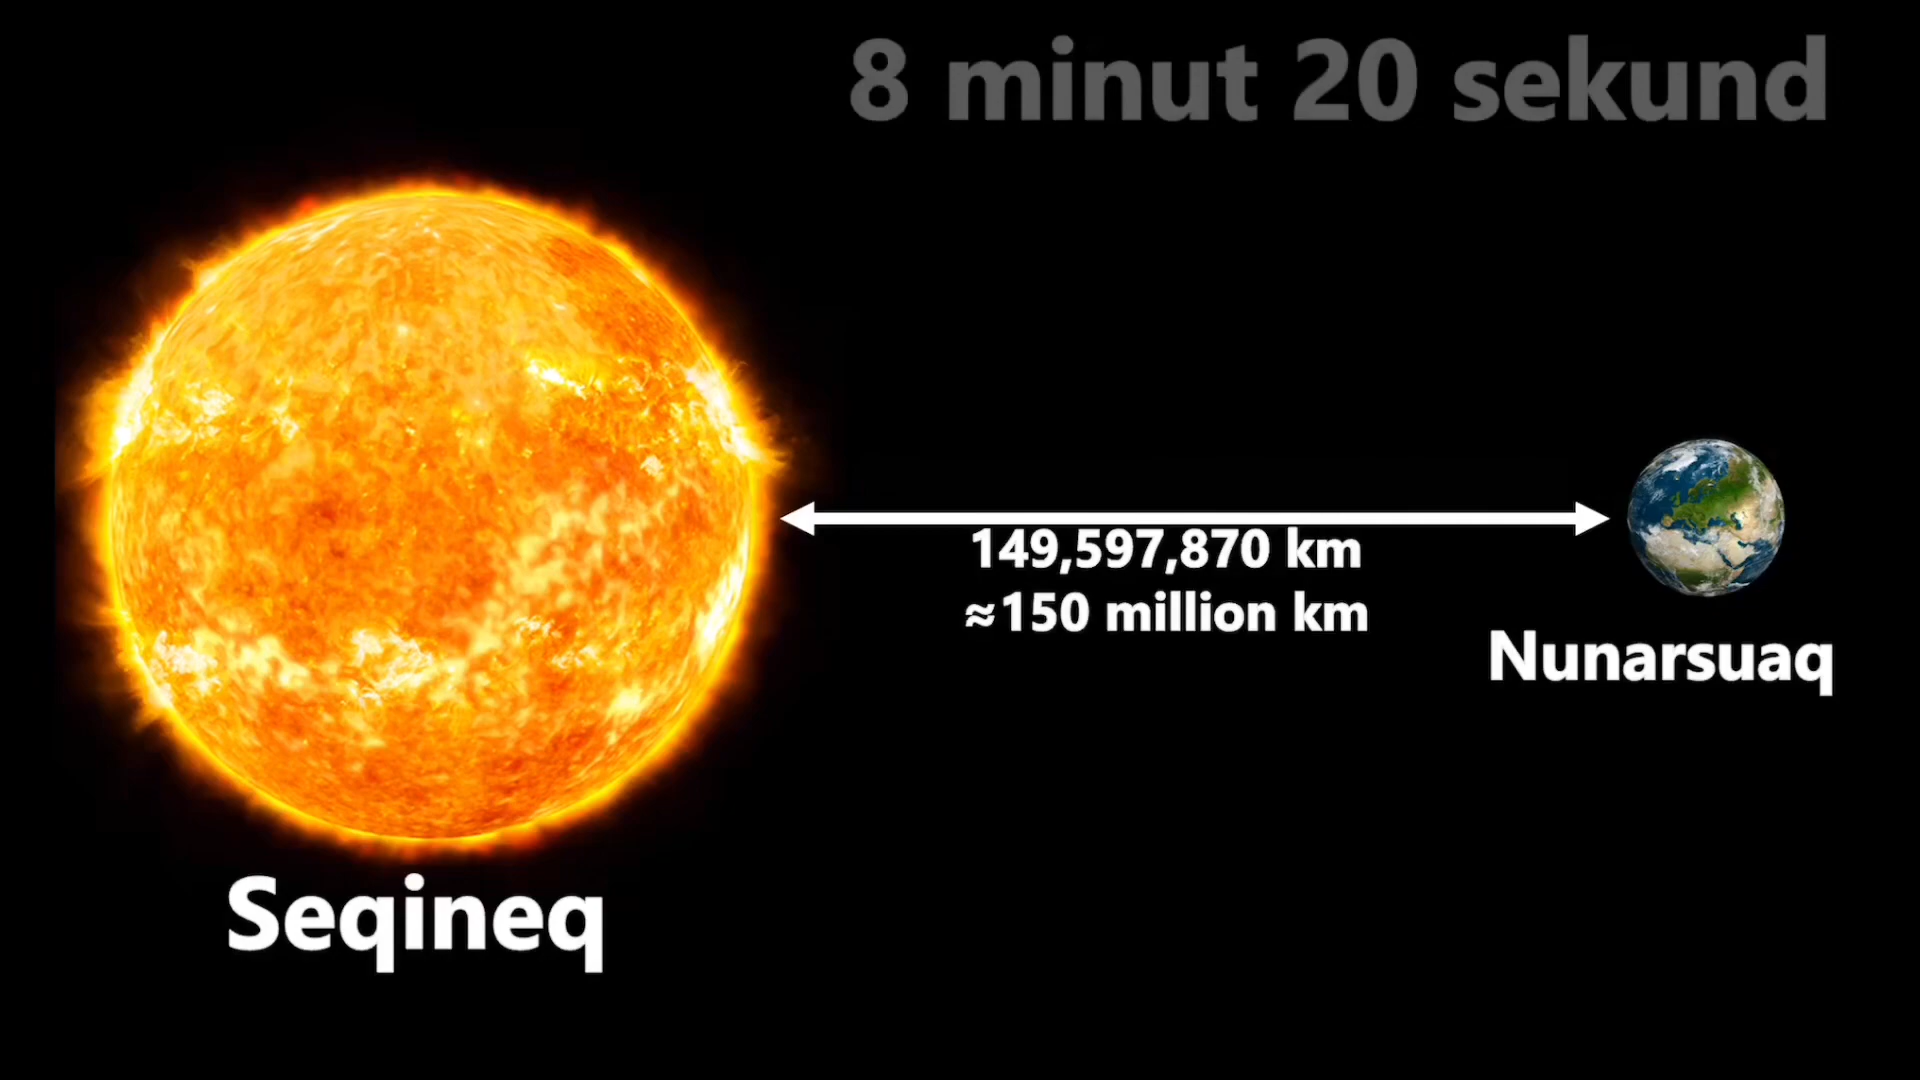 8 minut 20 sekund
149,597,870 km
≈150 million km
Nunarsuaq
Seqineq